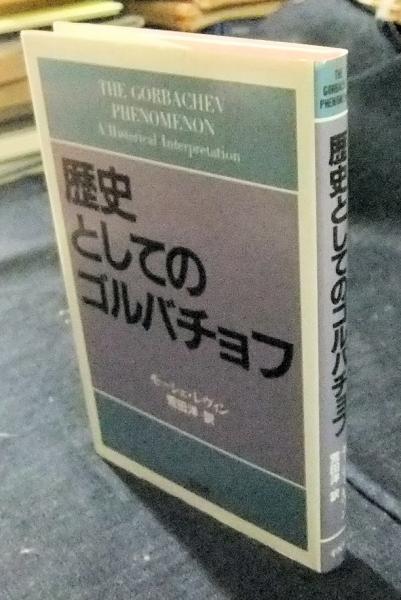 THE GORBACHEV
PHENOMENON
A Historical Interpretation
歴史
としての
ゴルバチョフ
モーシェ・レヴィン
荒田洋 訳
THE
GORBACHEV
PHENOMENON
歴史としてのゴルバチョフ
荒田洋 訳